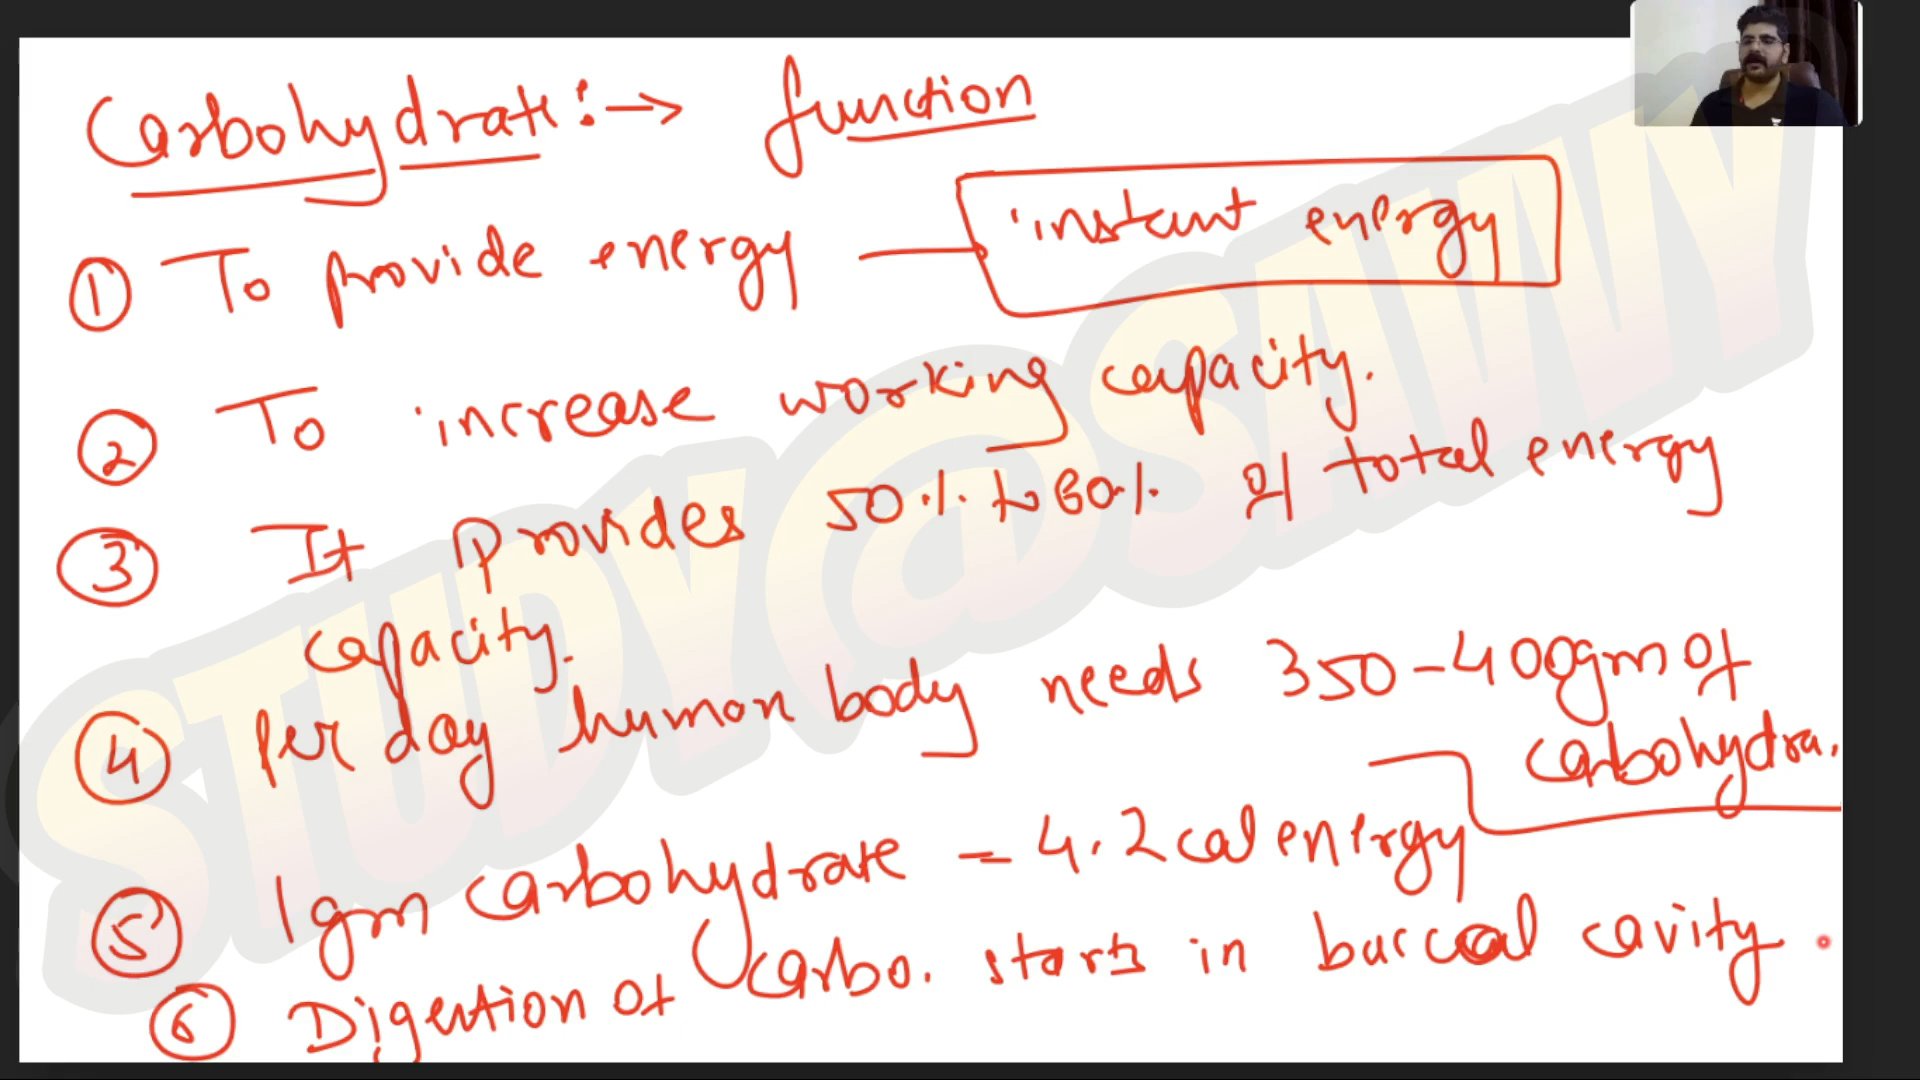 Carbohydrate:→ function
① To provide energy — instant energy
② To increase working capacity.
③ It provides 50% to 60% of total energy
capacity.
④ Per day human body needs 350-400gm of
carbohydra.
⑤ 1gm carbohydrate = 4.2 cal energy
⑥ Digestion of carbo. starts in buccal cavity
STUDY@SAVVY